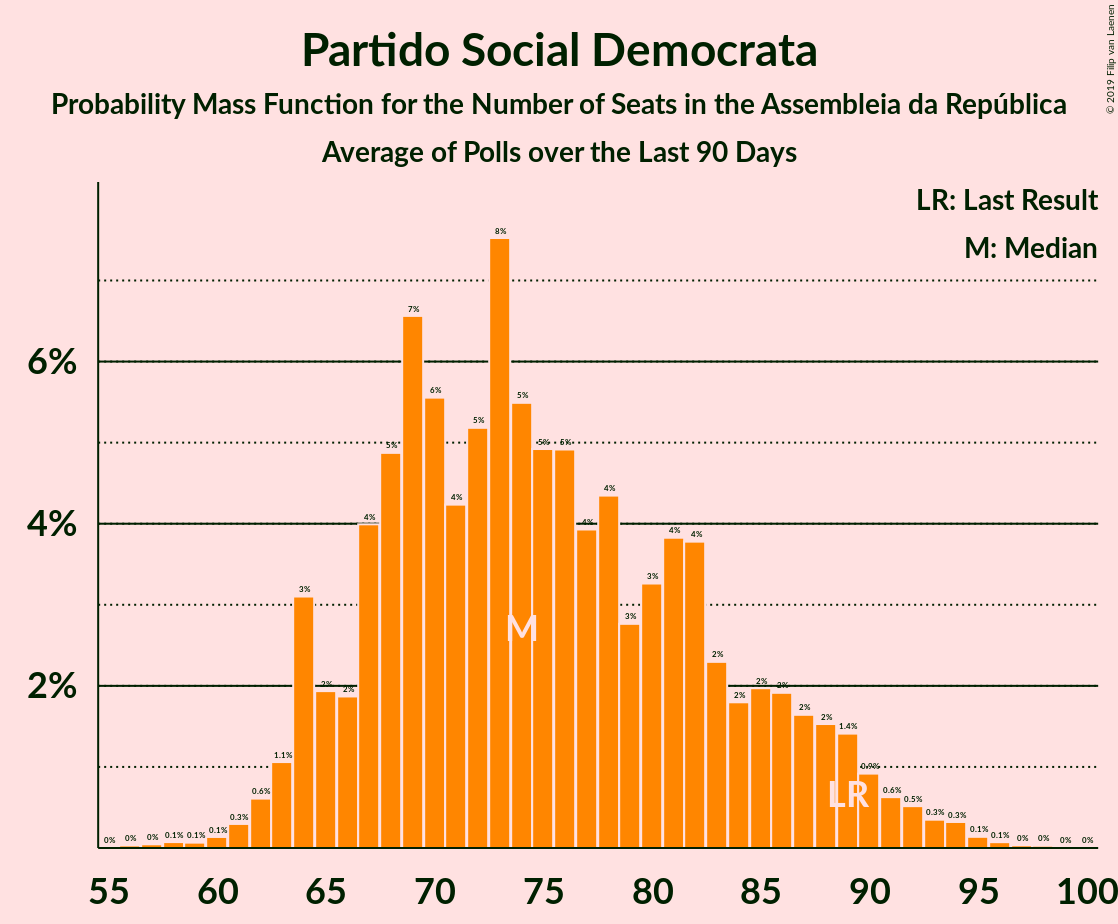 Partido Social Democrata
Probability Mass Function for the Number of Seats in the Assembleia da República
Average of Polls over the Last 90 Days
© 2019 Filip van Laenen
LR: Last Result
M: Median
6%
4%
2%
0% 0% 0% 0.1% 0.1% 0.1% 0.3% 0.6% 1.1% 3% 2% 2% 4% 5% 7% 6% 4% 5% 8% 5% 5% 5% 4% 4% 3% 3% 4% 4% 2% 2% 2% 2% 2% 2% 1.4% 0.9% 0.6% 0.5% 0.3% 0.3% 0.1% 0.1% 0% 0% 0% 0%
M
LR
55 60 65 70 75 80 85 90 95 100